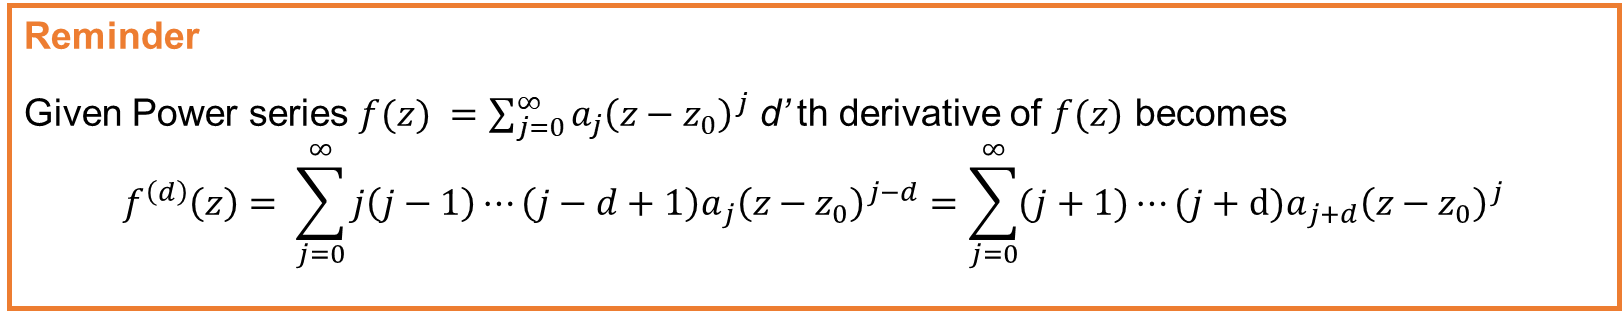 Reminder
Given Power series f(z) = ∑_{j=0}^{∞} a_j(z − z_0)^j d’th derivative of f(z) becomes
f^{(d)}(z) = ∑_{j=0}^{∞} j(j − 1) ⋯ (j − d + 1)a_j(z − z_0)^{j−d} = ∑_{j=0}^{∞} (j + 1) ⋯ (j + d)a_{j+d}(z − z_0)^j